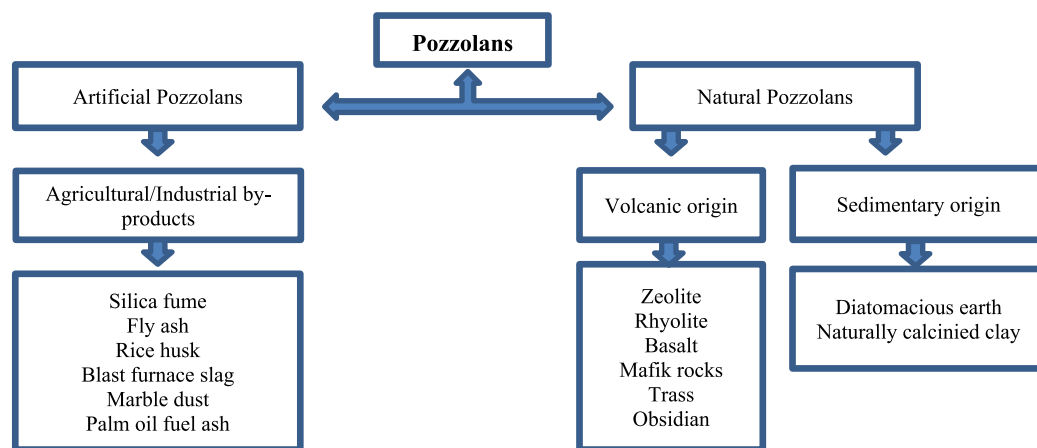 Pozzolans
Artificial Pozzolans
Natural Pozzolans
Agricultural/Industrial by-
products
Volcanic origin
Sedimentary origin
Silica fume
Fly ash
Rice husk
Blast furnace slag
Marble dust
Palm oil fuel ash
Zeolite
Rhyolite
Basalt
Mafik rocks
Trass
Obsidian
Diatomacious earth
Naturally calcinied clay